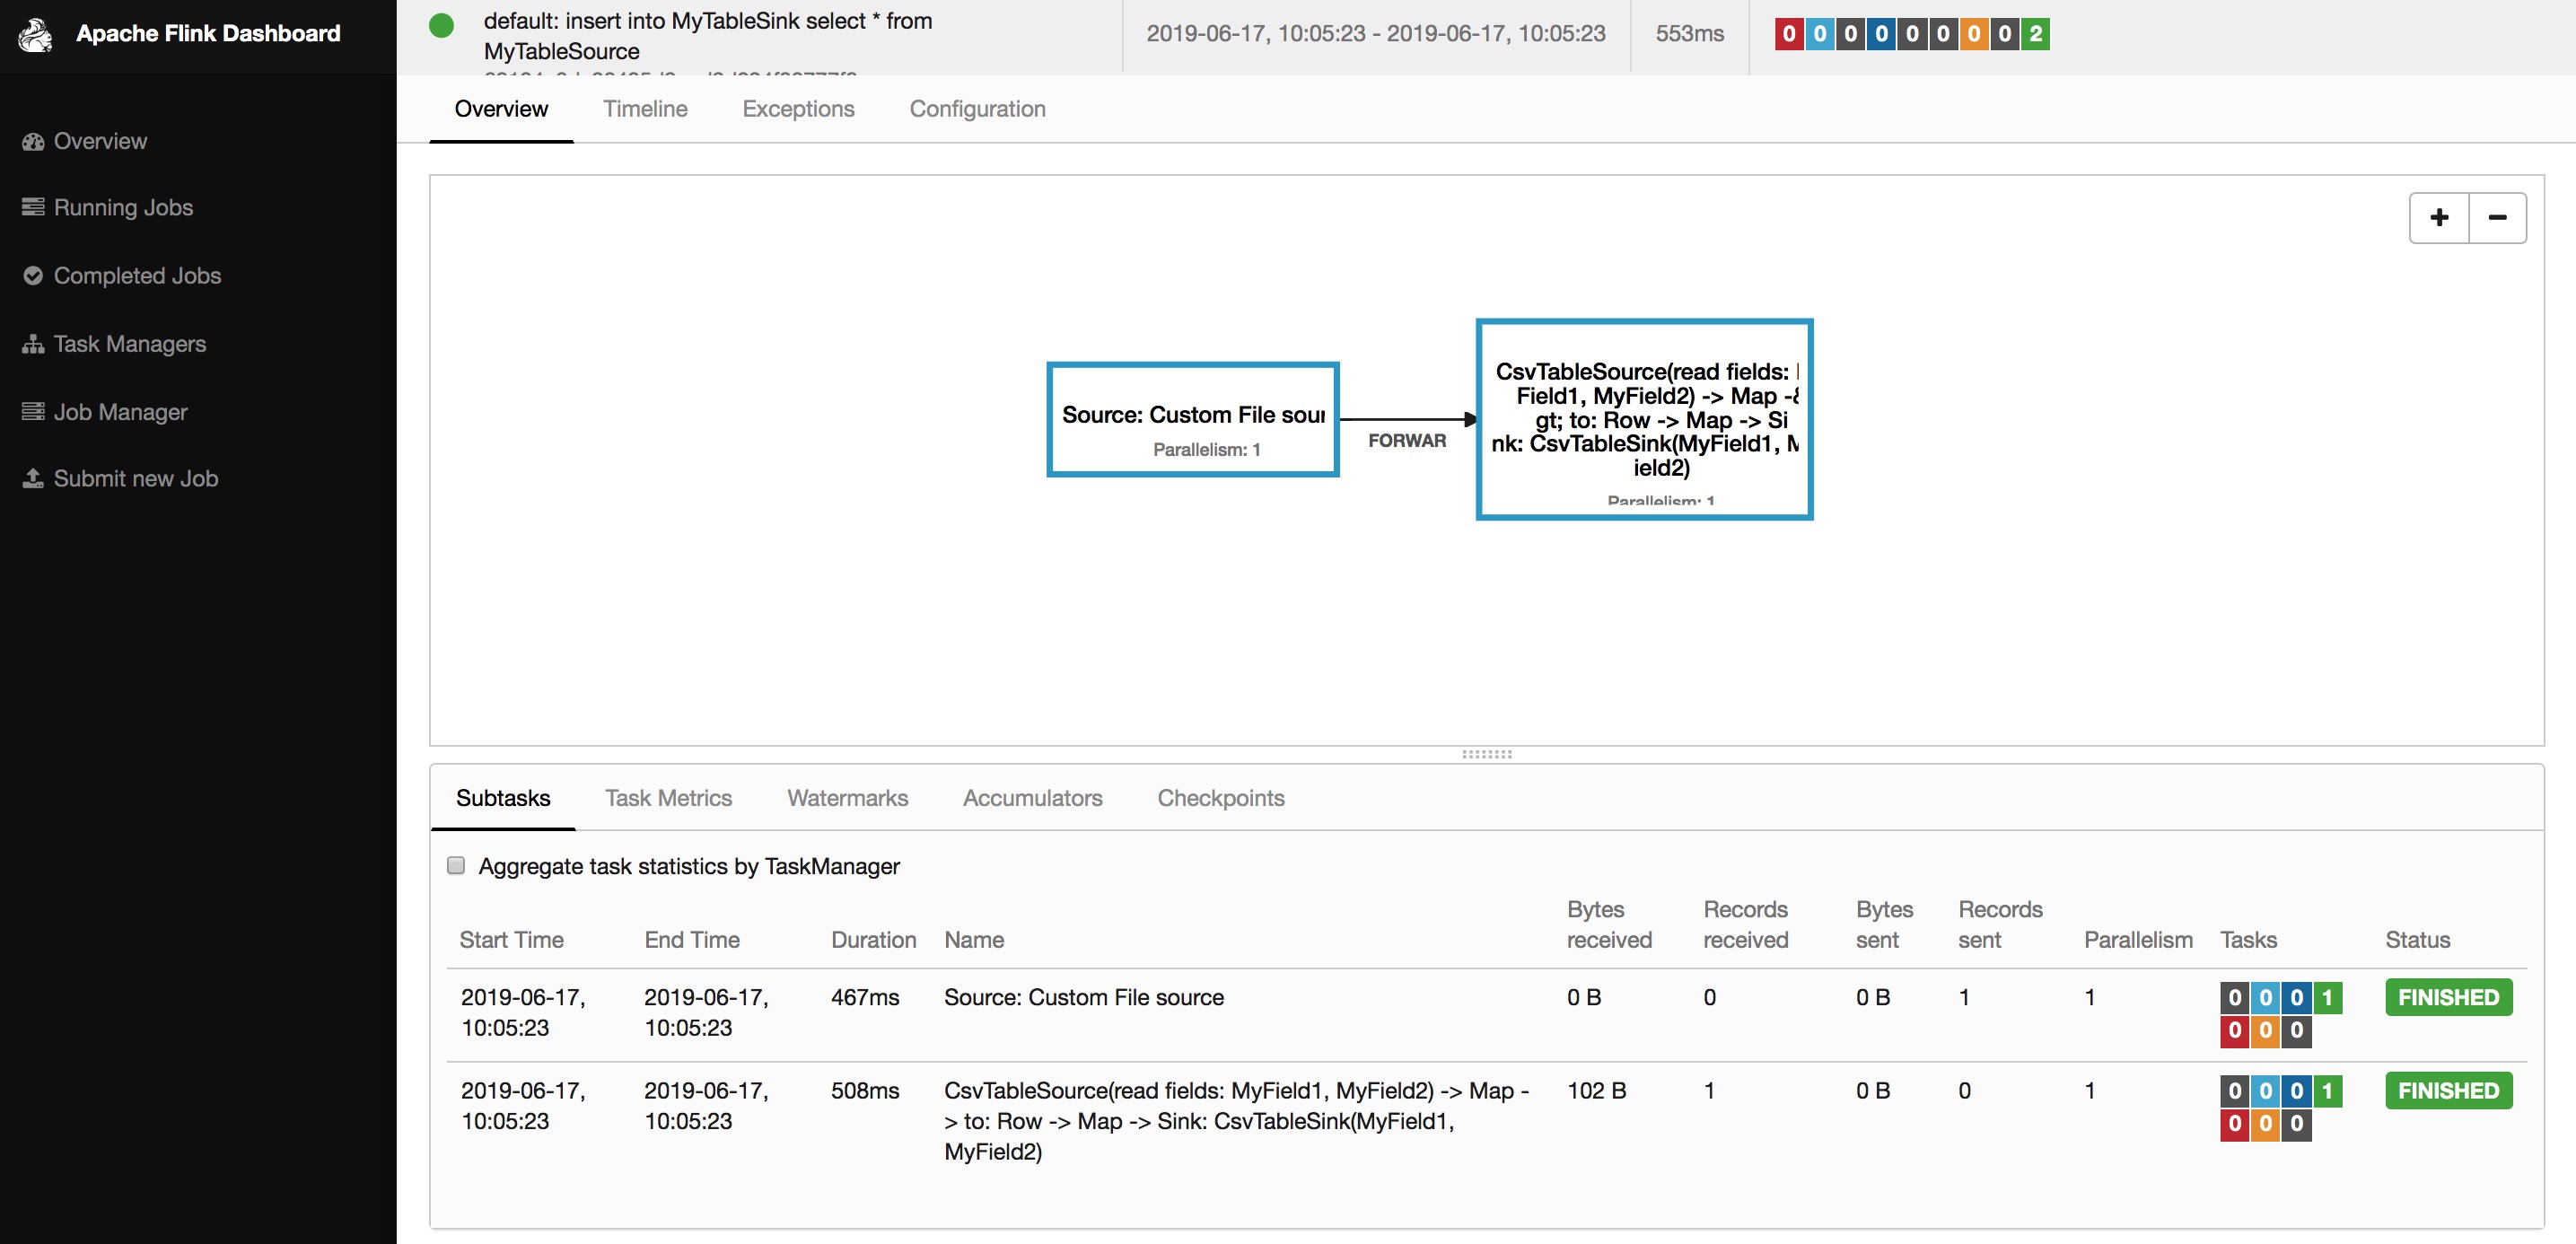 Apache Flink Dashboard
Overview
Running Jobs
Completed Jobs
Task Managers
Job Manager
Submit new Job
default: insert into MyTableSink select * from
MyTableSource
2019-06-17, 10:05:23 - 2019-06-17, 10:05:23
553ms
0 0 0 0 0 0 0 0 2
Overview Timeline Exceptions Configuration
+ −
Source: Custom File sour
Parallelism: 1
FORWAR
CsvTableSource(read fields:
Field1, MyField2) -> Map -&
gt; to: Row -> Map -> Si
nk: CsvTableSink(MyField1, M
ield2)
Parallelism: 1
Subtasks Task Metrics Watermarks Accumulators Checkpoints
Aggregate task statistics by TaskManager
Start Time End Time Duration Name Bytes received Records received Bytes sent Records sent Parallelism Tasks Status
2019-06-17, 10:05:23 2019-06-17, 10:05:23 467ms Source: Custom File source 0 B 0 0 B 1 1 0 0 0 1 0 0 0 FINISHED
2019-06-17, 10:05:23 2019-06-17, 10:05:23 508ms CsvTableSource(read fields: MyField1, MyField2) -> Map -
> to: Row -> Map -> Sink: CsvTableSink(MyField1,
MyField2) 102 B 1 0 B 0 1 0 0 0 1 0 0 0 FINISHED